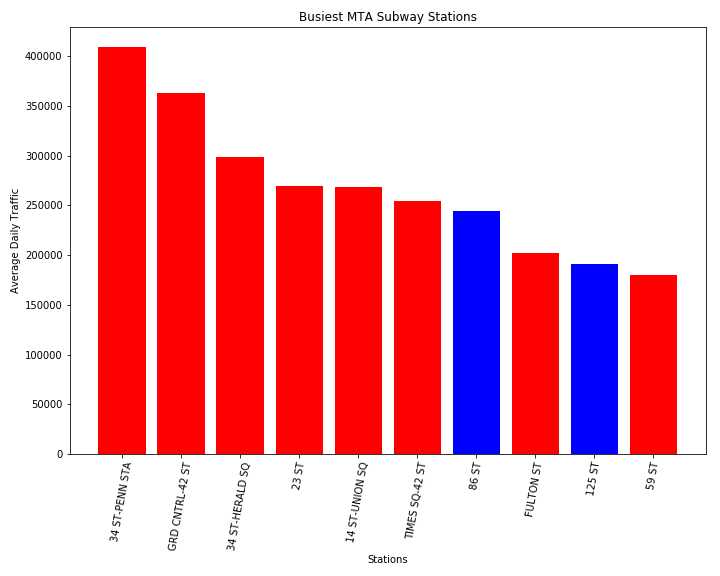 Busiest MTA Subway Stations
Average Daily Traffic
400000
350000
300000
250000
200000
150000
100000
50000
0
34 ST-PENN STA
GRD CNTRL-42 ST
34 ST-HERALD SQ
23 ST
14 ST-UNION SQ
TIMES SQ-42 ST
86 ST
FULTON ST
125 ST
59 ST
Stations